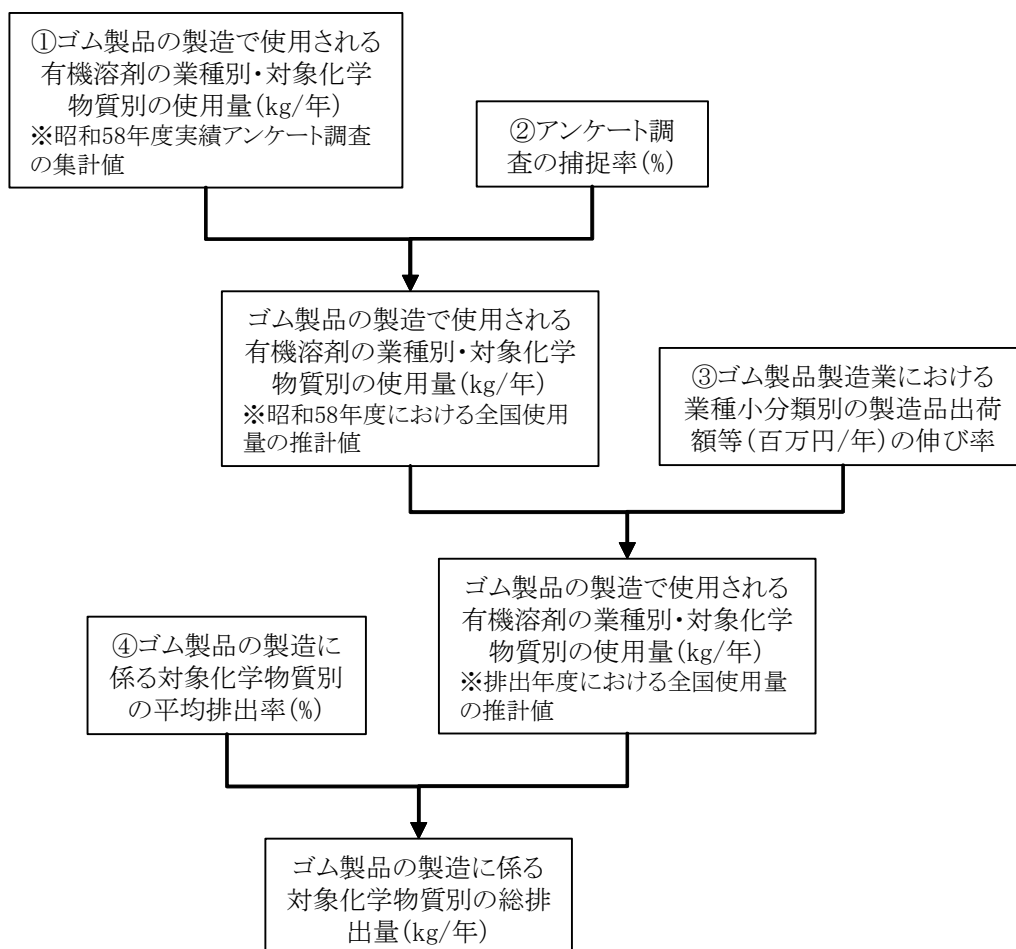 ①ゴム製品の製造で使用される
有機溶剤の業種別・対象化学
物質別の使用量(kg/年)
※昭和58年度実績アンケート調査
の集計値
②アンケート調
査の捕捉率(%)
ゴム製品の製造で使用される
有機溶剤の業種別・対象化学
物質別の使用量(kg/年)
※昭和58年度における全国使用
量の推計値
③ゴム製品製造業における
業種小分類別の製造品出荷
額等(百万円/年)の伸び率
ゴム製品の製造で使用される
有機溶剤の業種別・対象化学
物質別の使用量(kg/年)
※排出年度における全国使用量
の推計値
④ゴム製品の製造に
係る対象化学物質別
の平均排出率(%)
ゴム製品の製造に係る
対象化学物質別の総排
出量(kg/年)